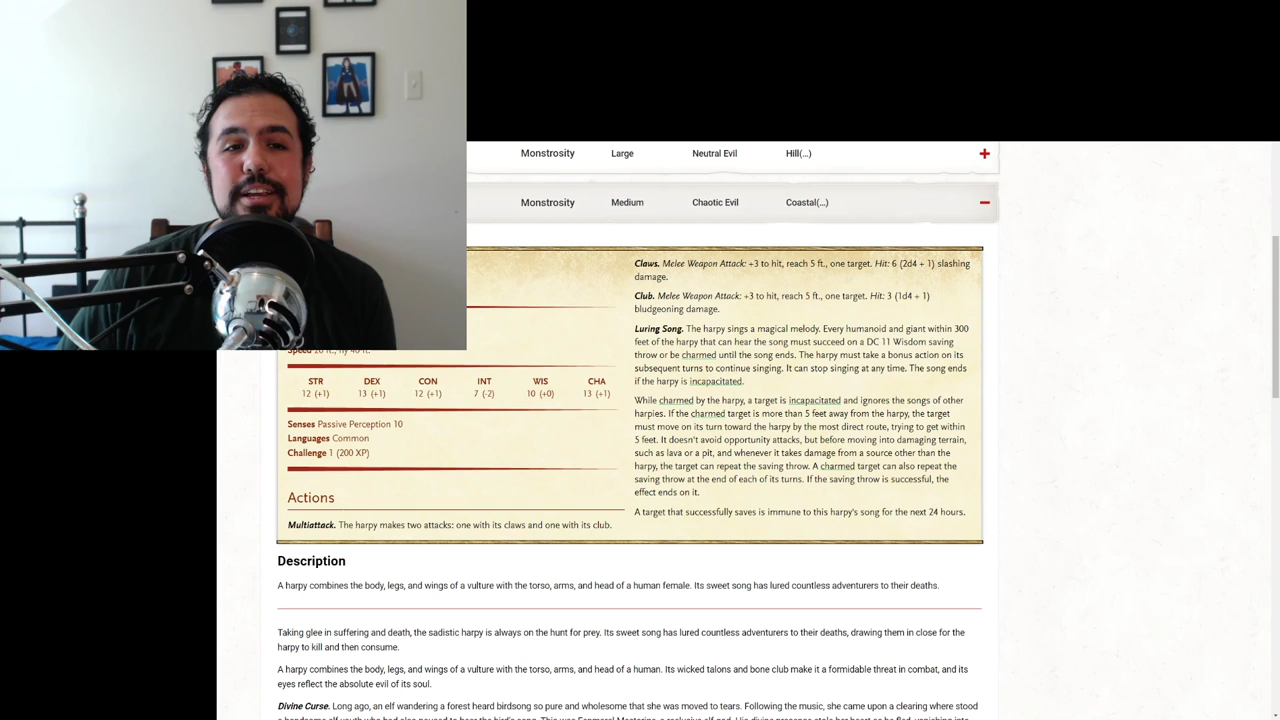 Monstrosity Large Neutral Evil Hill(...)
Monstrosity Medium Chaotic Evil Coastal(...)
Speed 20 ft., fly 40 ft.
STR DEX CON INT WIS CHA
12 (+1) 13 (+1) 12 (+1) 7 (-2) 10 (+0) 13 (+1)
Senses Passive Perception 10
Languages Common
Challenge 1 (200 XP)
Actions
Multiattack. The harpy makes two attacks: one with its claws and one with its club.
Claws. Melee Weapon Attack: +3 to hit, reach 5 ft., one target. Hit: 6 (2d4 + 1) slashing
damage.
Club. Melee Weapon Attack: +3 to hit, reach 5 ft., one target. Hit: 3 (1d4 + 1)
bludgeoning damage.
Luring Song. The harpy sings a magical melody. Every humanoid and giant within 300
feet of the harpy that can hear the song must succeed on a DC 11 Wisdom saving
throw or be charmed until the song ends. The harpy must take a bonus action on its
subsequent turns to continue singing. It can stop singing at any time. The song ends
if the harpy is incapacitated.
While charmed by the harpy, a target is incapacitated and ignores the songs of other
harpies. If the charmed target is more than 5 feet away from the harpy, the target
must move on its turn toward the harpy by the most direct route, trying to get within
5 feet. It doesn't avoid opportunity attacks, but before moving into damaging terrain,
such as lava or a pit, and whenever it takes damage from a source other than the
harpy, the target can repeat the saving throw. A charmed target can also repeat the
saving throw at the end of each of its turns. If the saving throw is successful, the
effect ends on it.
A target that successfully saves is immune to this harpy's song for the next 24 hours.
Description
A harpy combines the body, legs, and wings of a vulture with the torso, arms, and head of a human female. Its sweet song has lured countless adventurers to their deaths.
Taking glee in suffering and death, the sadistic harpy is always on the hunt for prey. Its sweet song has lured countless adventurers to their deaths, drawing them in close for the
harpy to kill and then consume.
A harpy combines the body, legs, and wings of a vulture with the torso, arms, and head of a human. Its wicked talons and bone club make it a formidable threat in combat, and its
eyes reflect the absolute evil of its soul.
Divine Curse. Long ago, an elf wandering a forest heard birdsong so pure and wholesome that she was moved to tears. Following the music, she came upon a clearing where stood